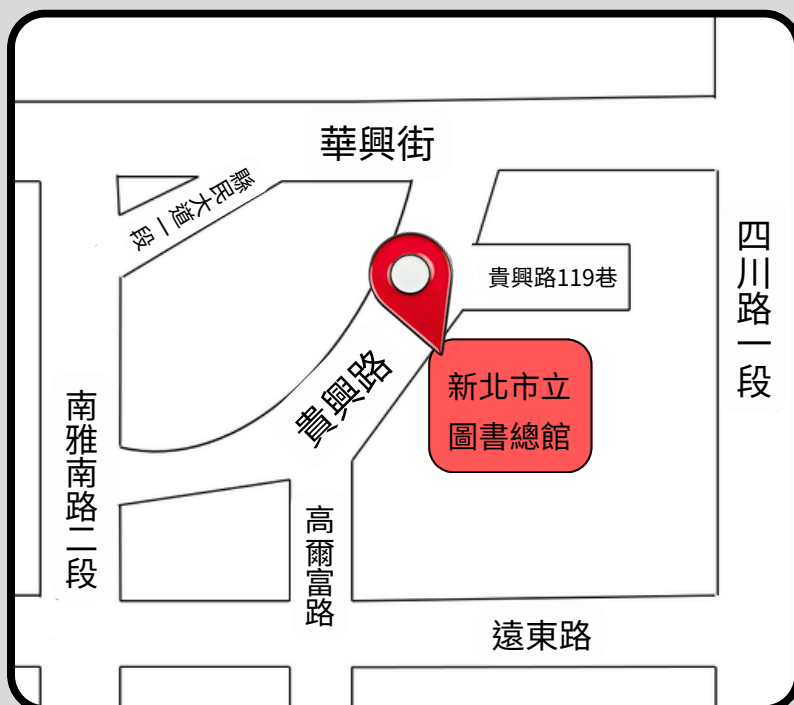 華興街
縣民大道一段
四川路一段
貴興路119巷
貴興路
新北市立
圖書總館
南雅南路二段
高爾富路
遠東路